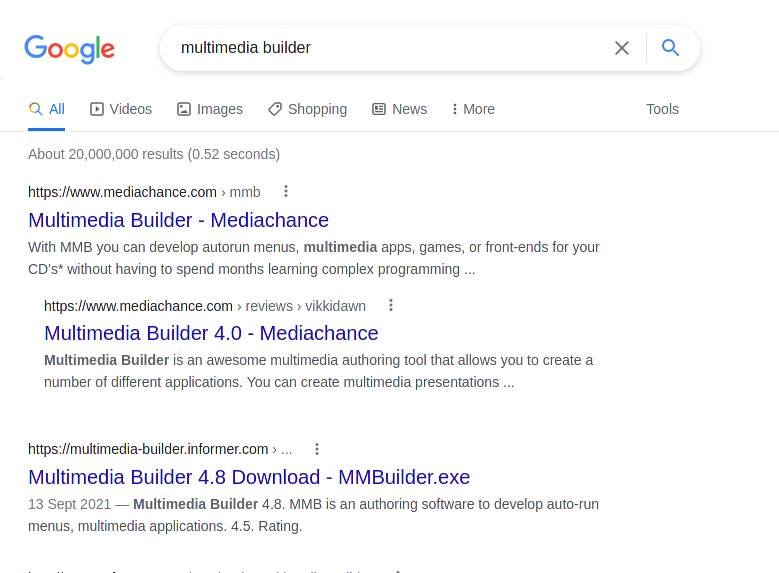 Google
multimedia builder
All Videos Images Shopping News More Tools
About 20,000,000 results (0.52 seconds)
https://www.mediachance.com › mmb
Multimedia Builder - Mediachance
With MMB you can develop autorun menus, multimedia apps, games, or front-ends for your
CD's* without having to spend months learning complex programming ...
https://www.mediachance.com › reviews › vikkidawn
Multimedia Builder 4.0 - Mediachance
Multimedia Builder is an awesome multimedia authoring tool that allows you to create a
number of different applications. You can create multimedia presentations ...
https://multimedia-builder.informer.com › ...
Multimedia Builder 4.8 Download - MMBuilder.exe
13 Sept 2021 — Multimedia Builder 4.8. MMB is an authoring software to develop auto-run
menus, multimedia applications. 4.5. Rating.